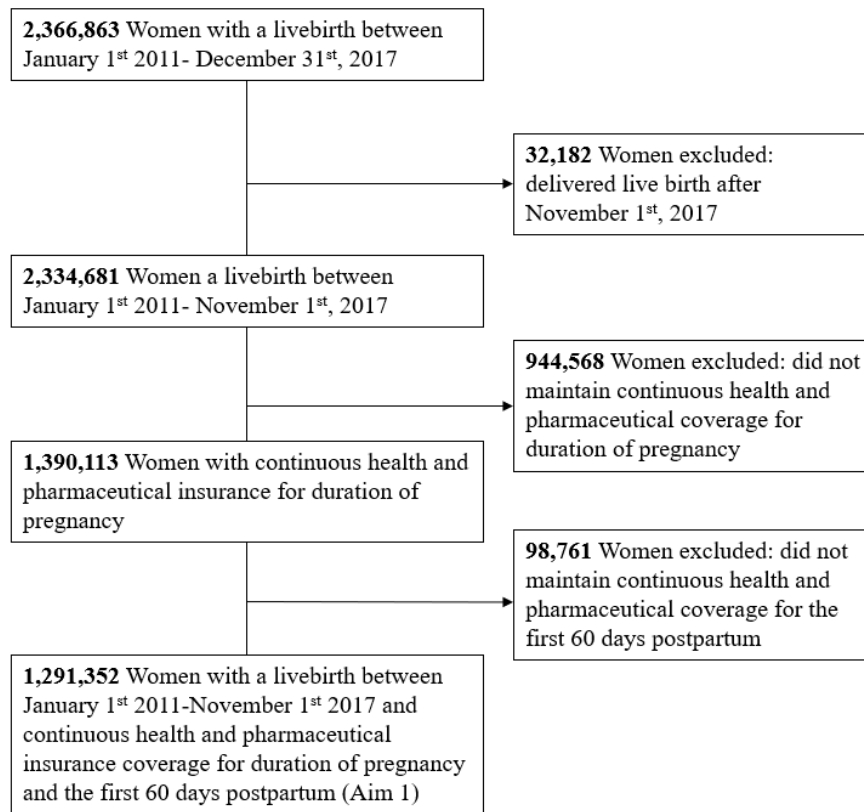 2,366,863 Women with a livebirth between
January 1st 2011- December 31st, 2017
32,182 Women excluded:
delivered live birth after
November 1st, 2017
2,334,681 Women a livebirth between
January 1st 2011- November 1st, 2017
944,568 Women excluded: did not
maintain continuous health and
pharmaceutical coverage for
duration of pregnancy
1,390,113 Women with continuous health and
pharmaceutical insurance for duration of
pregnancy
98,761 Women excluded: did not
maintain continuous health and
pharmaceutical coverage for the
first 60 days postpartum
1,291,352 Women with a livebirth between
January 1st 2011-November 1st 2017 and
continuous health and pharmaceutical
insurance coverage for duration of pregnancy
and the first 60 days postpartum (Aim 1)